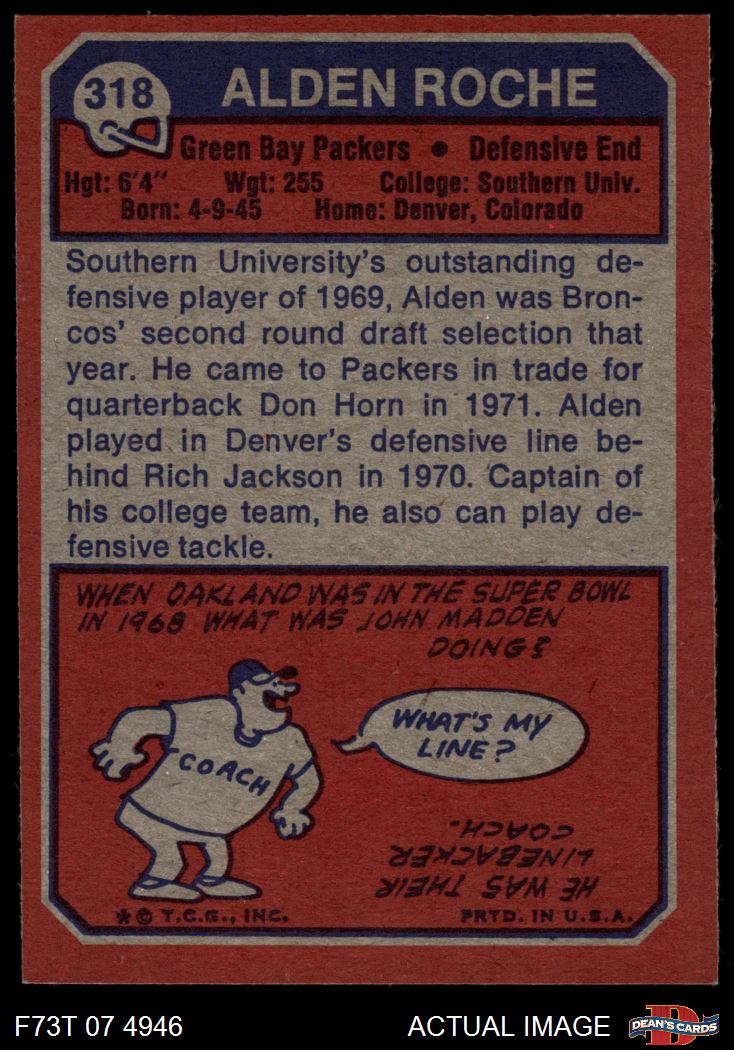 318
ALDEN ROCHE
Green Bay Packers • Defensive End
Hgt: 6'4" Wgt: 255 College: Southern Univ.
Born: 4-9-45 Home: Denver, Colorado
Southern University's outstanding de-
fensive player of 1969, Alden was Bron-
cos' second round draft selection that
year. He came to Packers in trade for
quarterback Don Horn in 1971. Alden
played in Denver's defensive line be-
hind Rich Jackson in 1970. Captain of
his college team, he also can play de-
fensive tackle.
WHEN OAKLAND WAS IN THE SUPER BOWL
IN 1968 WHAT WAS JOHN MADDEN
DOING?
COACH
WHAT'S MY
LINE?
HE WAS THEIR
LINEBACKER
COACH.
* © T.C.G., INC. PRTD. IN U.S.A.
F73T 07 4946 ACTUAL IMAGE
D
DEAN'S CARDS